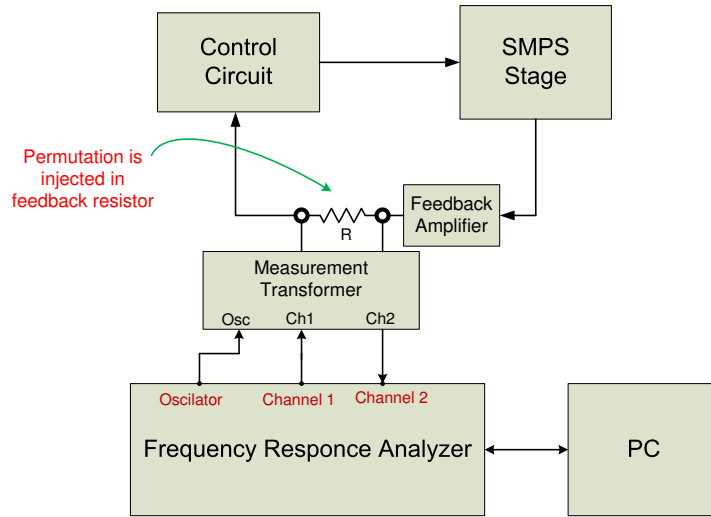 Control
Circuit
SMPS
Stage
Permutation is
injected in
feedback resistor
Feedback
Amplifier
R
Measurement
Transformer
Osc
Ch1
Ch2
Oscilator
Channel 1
Channel 2
Frequency Responce Analyzer
PC